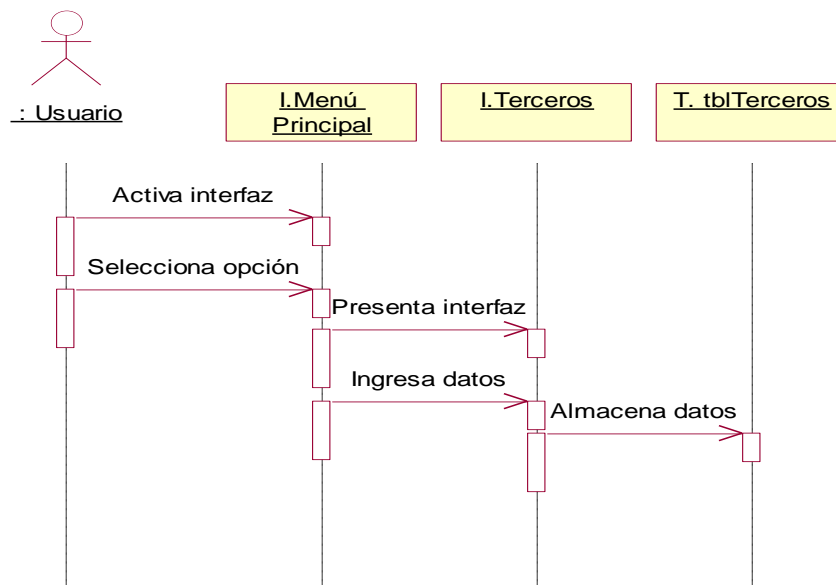 : Usuario
I.Menú
Principal
I.Terceros
T. tblTerceros
Activa interfaz
Selecciona opción
Presenta interfaz
Ingresa datos
Almacena datos